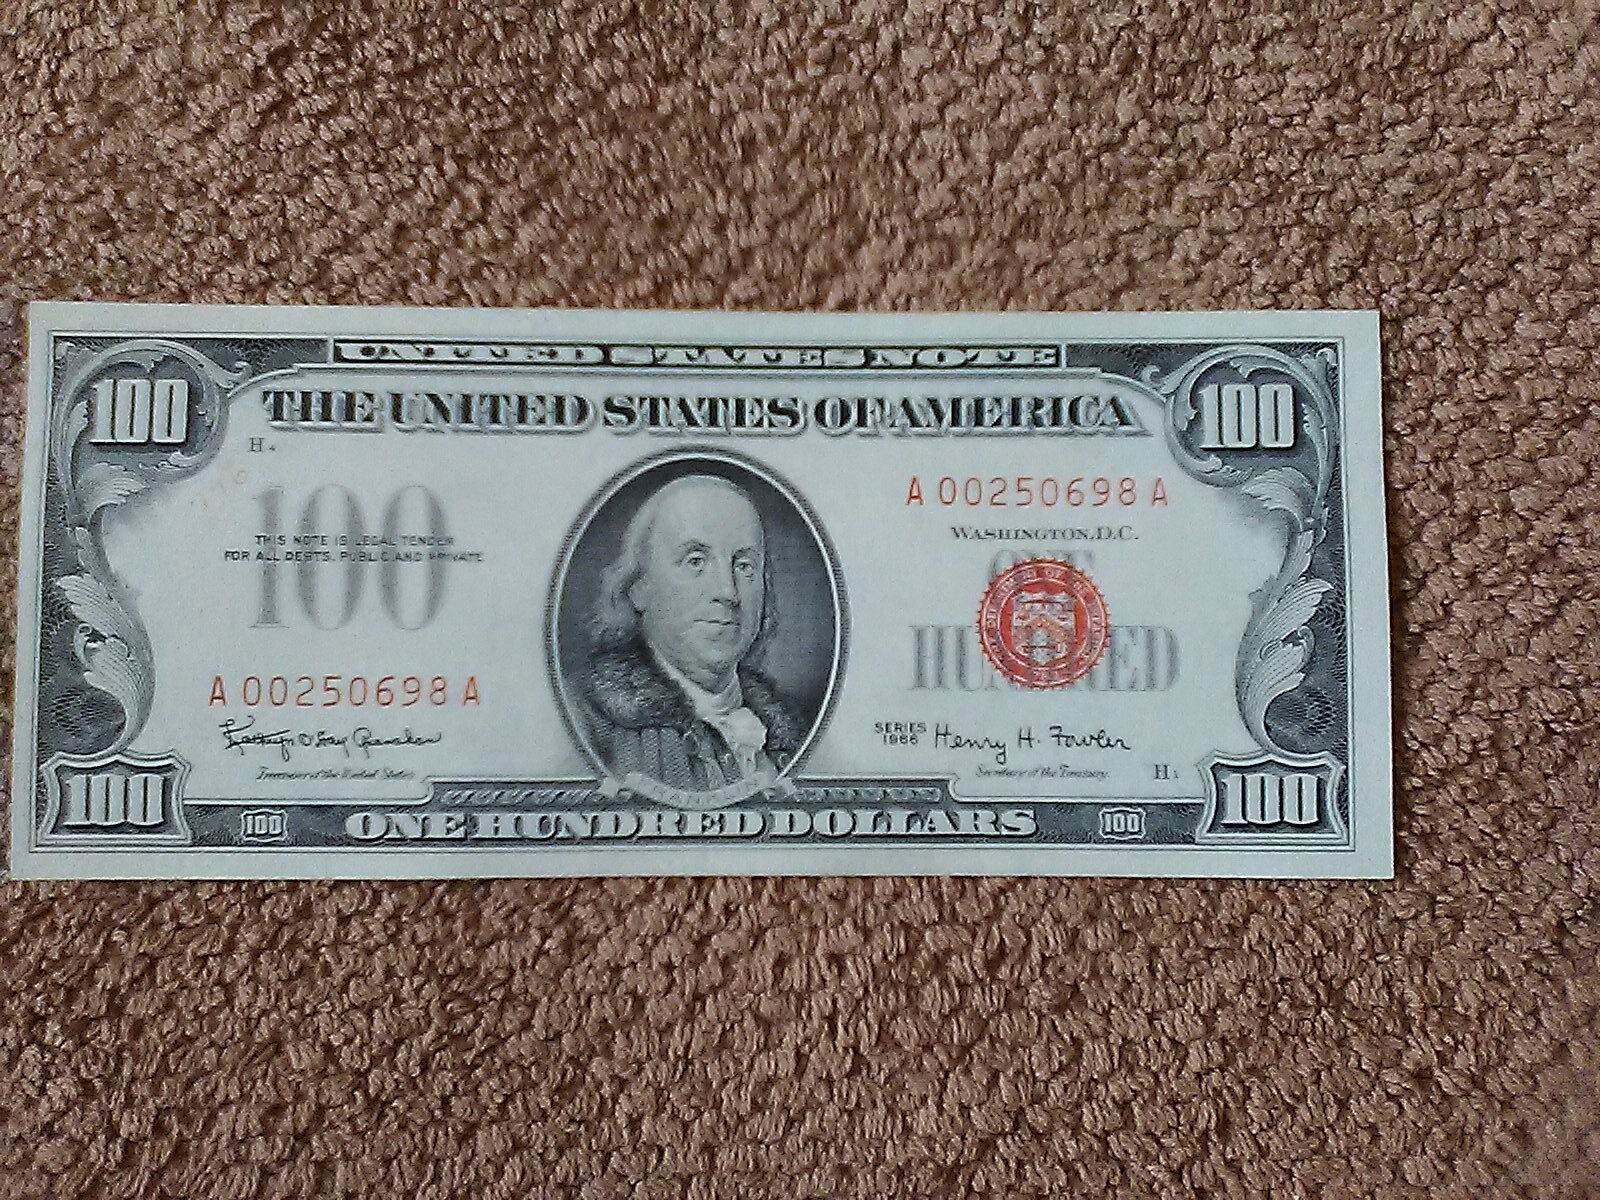 UNITED STATES NOTE
100 THE UNITED STATES OF AMERICA 100
H4
A 00250698 A
100
THIS NOTE IS LEGAL TENDER
FOR ALL DEBTS, PUBLIC AND PRIVATE
WASHINGTON, D.C.
ONE
HUNDRED
A 00250698 A
SERIES
1966
Henry H. Fowler
Treasurer of the United States
Secretary of the Treasury
H1
100 100 ONE HUNDRED DOLLARS 100 100